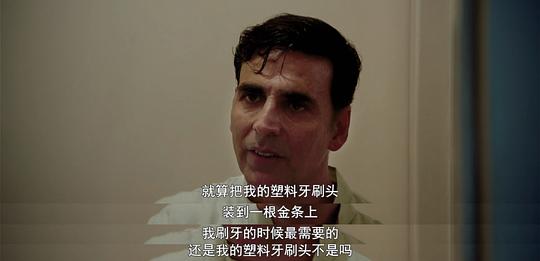 就算把我的塑料牙刷头
装到一根金条上
我刷牙的时候最需要的
还是我的塑料牙刷头不是吗